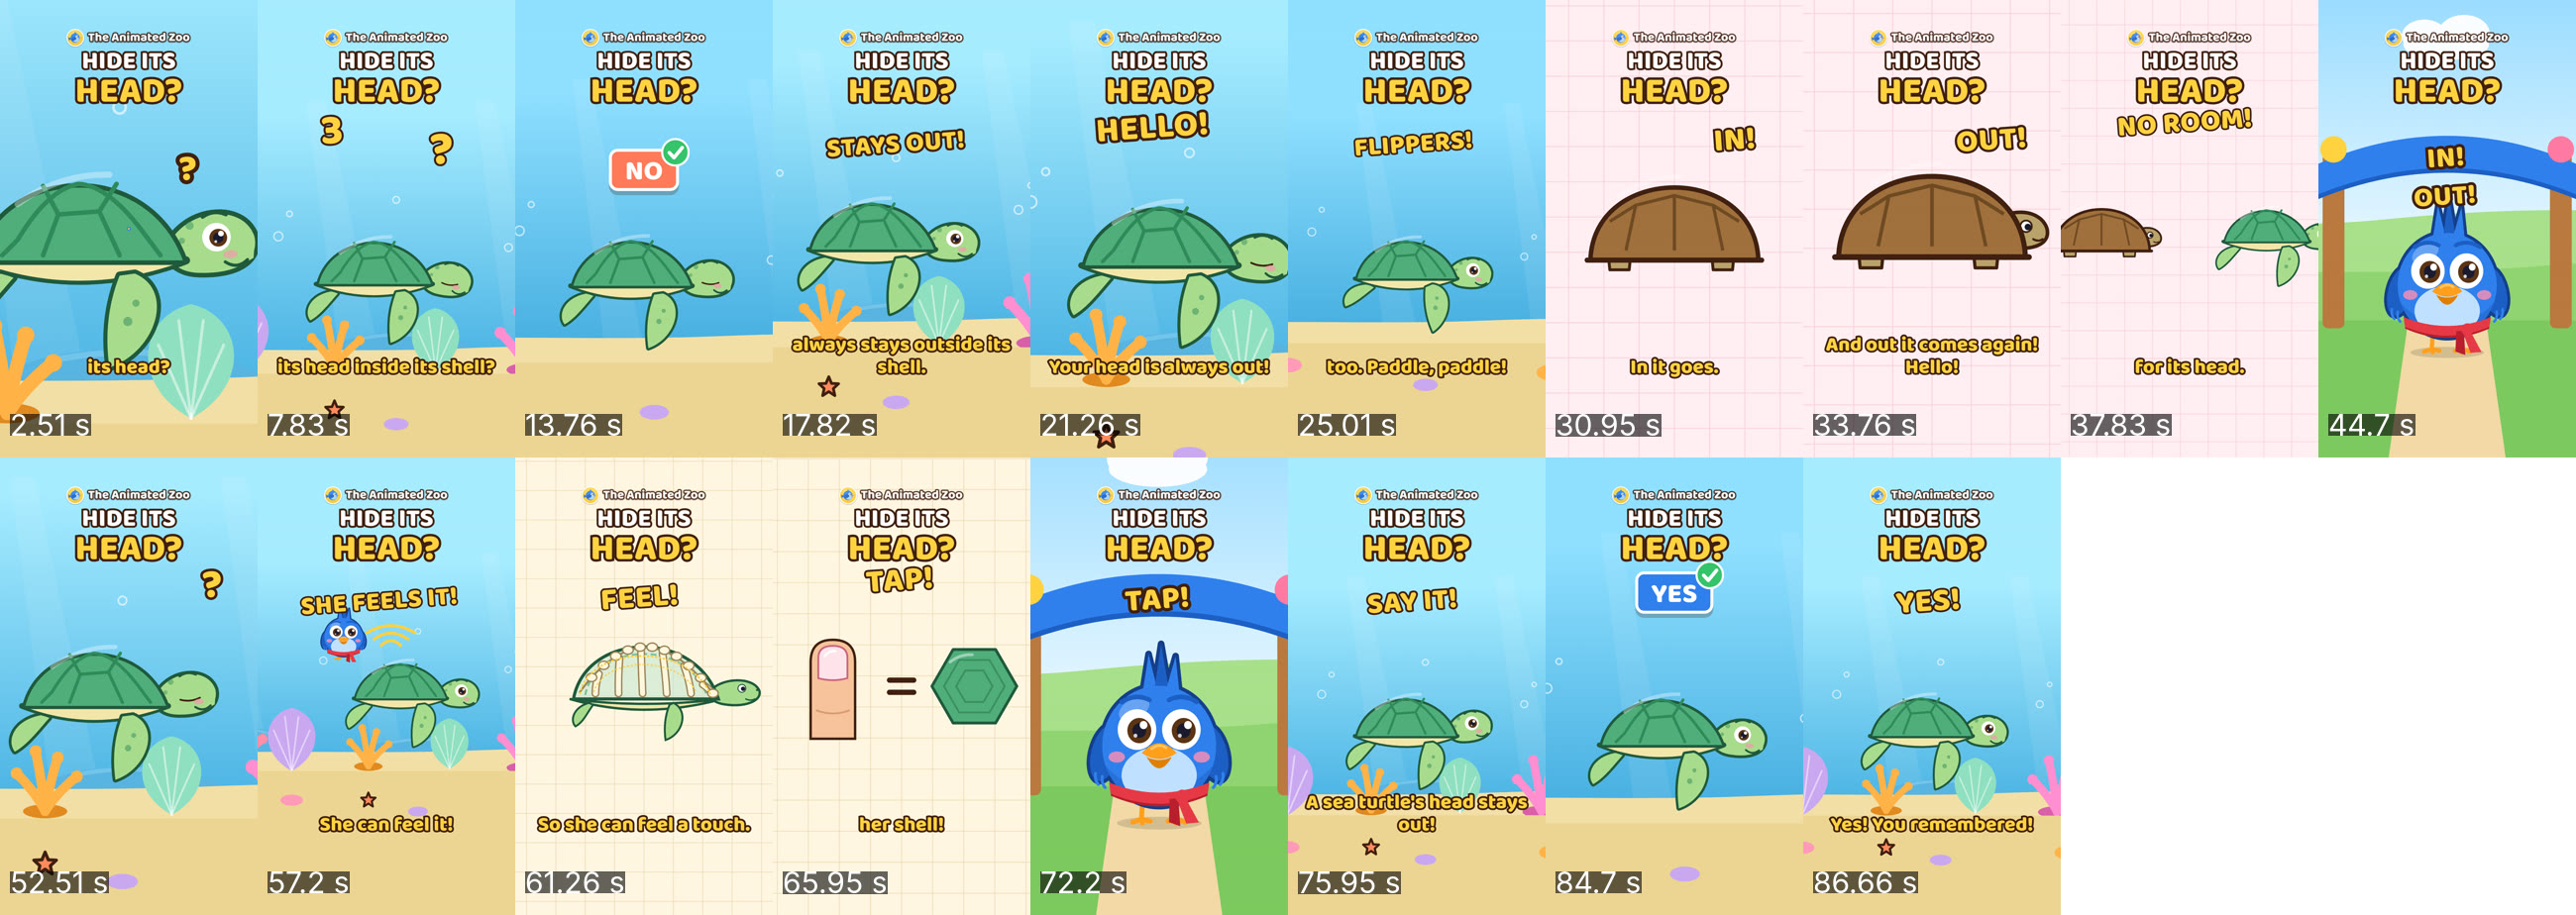 The Animated Zoo
HIDE ITS
HEAD?
?
its head?
2.51 s
The Animated Zoo
HIDE ITS
HEAD?
3
?
its head inside its shell?
7.83 s
The Animated Zoo
HIDE ITS
HEAD?
NO
13.76 s
The Animated Zoo
HIDE ITS
HEAD?
STAYS OUT!
always stays outside its
shell.
17.82 s
The Animated Zoo
HIDE ITS
HEAD?
HELLO!
Your head is always out!
21.26 s
The Animated Zoo
HIDE ITS
HEAD?
FLIPPERS!
too. Paddle, paddle!
25.01 s
The Animated Zoo
HIDE ITS
HEAD?
IN!
In it goes.
30.95 s
The Animated Zoo
HIDE ITS
HEAD?
OUT!
And out it comes again!
Hello!
33.76 s
The Animated Zoo
HIDE ITS
HEAD?
NO ROOM!
for its head.
37.83 s
The Animated Zoo
HIDE ITS
HEAD?
IN!
OUT!
44.7 s
The Animated Zoo
HIDE ITS
HEAD?
?
52.51 s
The Animated Zoo
HIDE ITS
HEAD?
SHE FEELS IT!
She can feel it!
57.2 s
The Animated Zoo
HIDE ITS
HEAD?
FEEL!
So she can feel a touch.
61.26 s
The Animated Zoo
HIDE ITS
HEAD?
TAP!
=
her shell!
65.95 s
The Animated Zoo
HIDE ITS
HEAD?
TAP!
72.2 s
The Animated Zoo
HIDE ITS
HEAD?
SAY IT!
A sea turtle's head stays
out!
75.95 s
The Animated Zoo
HIDE ITS
HEAD?
YES
84.7 s
The Animated Zoo
HIDE ITS
HEAD?
YES!
Yes! You remembered!
86.66 s